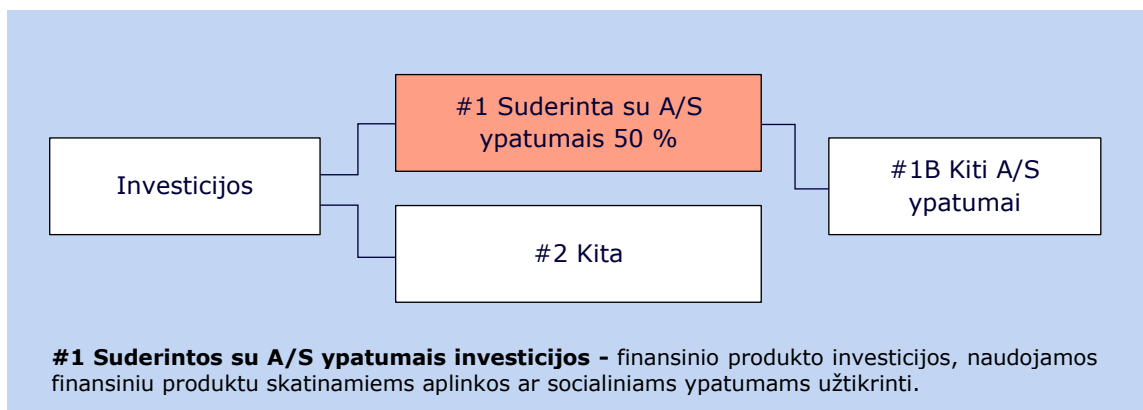 #1 Suderinta su A/S
ypatumais 50 %
Investicijos
#1B Kiti A/S
ypatumai
#2 Kita
#1 Suderintos su A/S ypatumais investicijos - finansinio produkto investicijos, naudojamos
finansiniu produktu skatinamiems aplinkos ar socialiniams ypatumams užtikrinti.